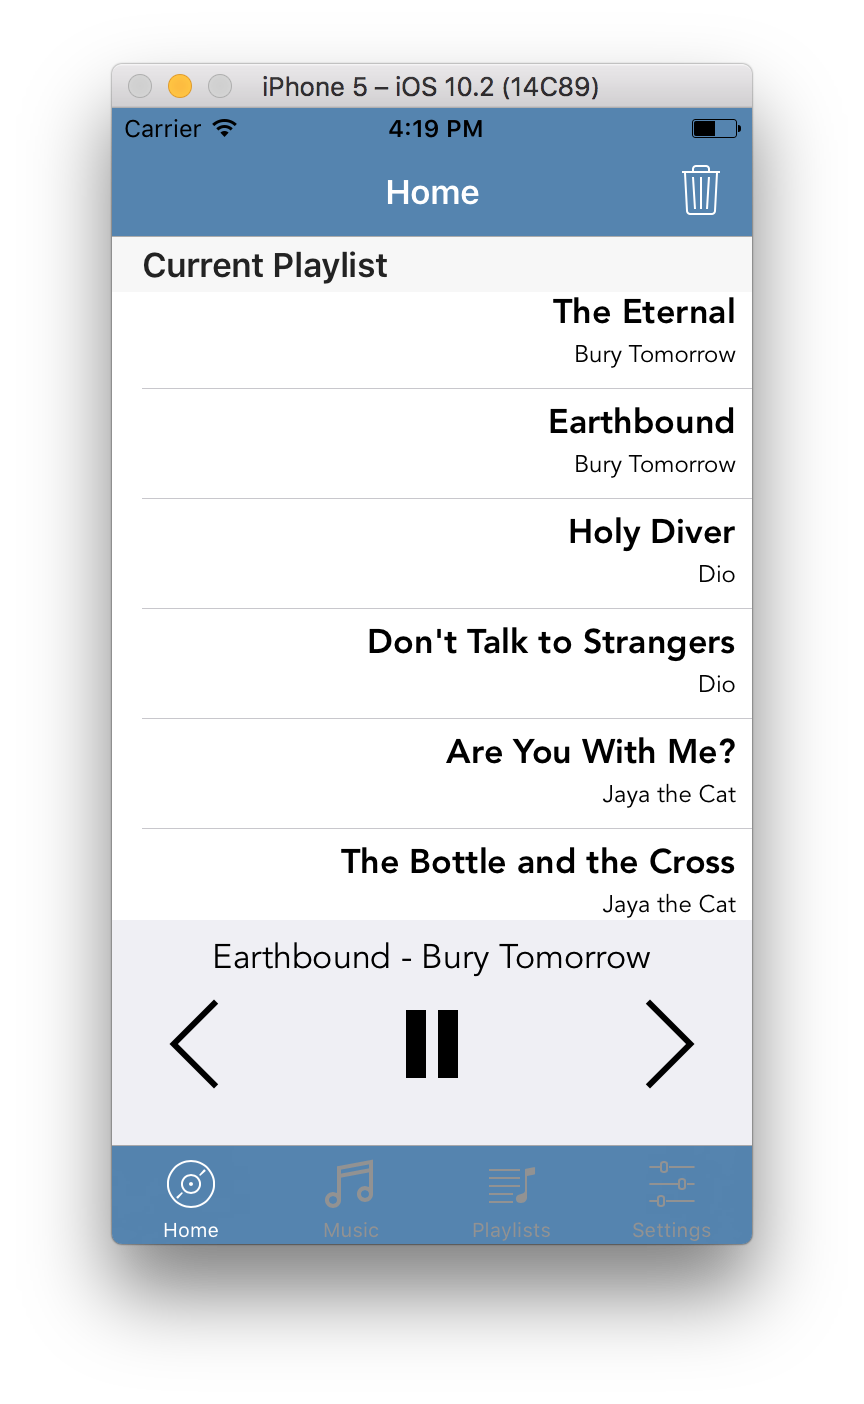 iPhone 5 – iOS 10.2 (14C89)
Carrier 4:19 PM
Home
Current Playlist
The Eternal
Bury Tomorrow
Earthbound
Bury Tomorrow
Holy Diver
Dio
Don't Talk to Strangers
Dio
Are You With Me?
Jaya the Cat
The Bottle and the Cross
Jaya the Cat
Earthbound - Bury Tomorrow
Home Music Playlists Settings